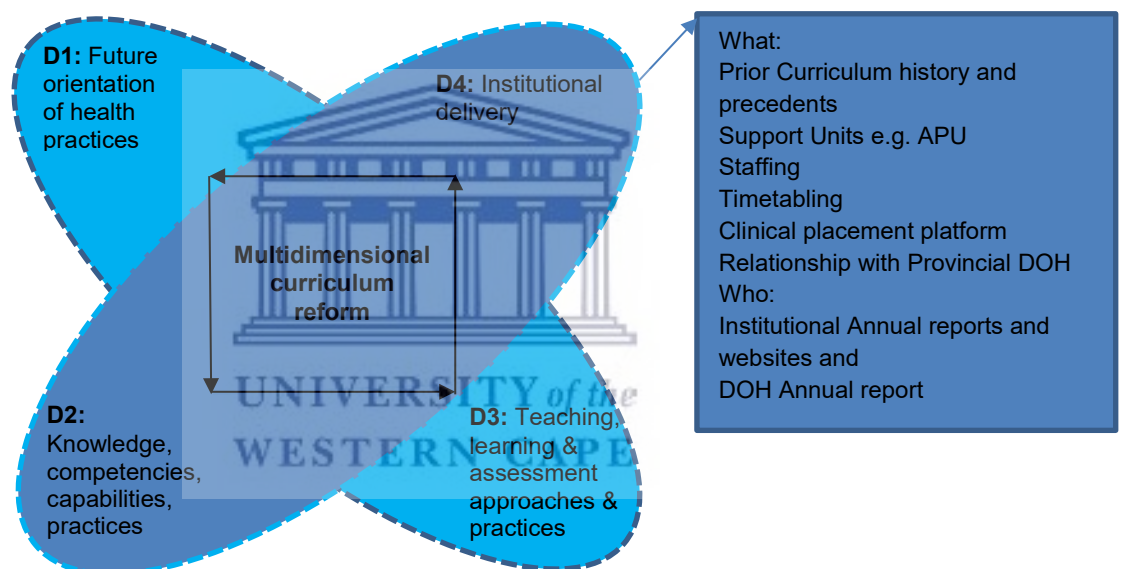 D1: Future
orientation
of health
practices
D4: Institutional
delivery
Multidimensional
curriculum
reform
D2:
Knowledge,
competencies,
capabilities,
practices
D3: Teaching,
learning &
assessment
approaches &
practices
UNIVERSITY of the
WESTERN CAPE
What:
Prior Curriculum history and
precedents
Support Units e.g. APU
Staffing
Timetabling
Clinical placement platform
Relationship with Provincial DOH
Who:
Institutional Annual reports and
websites and
DOH Annual report